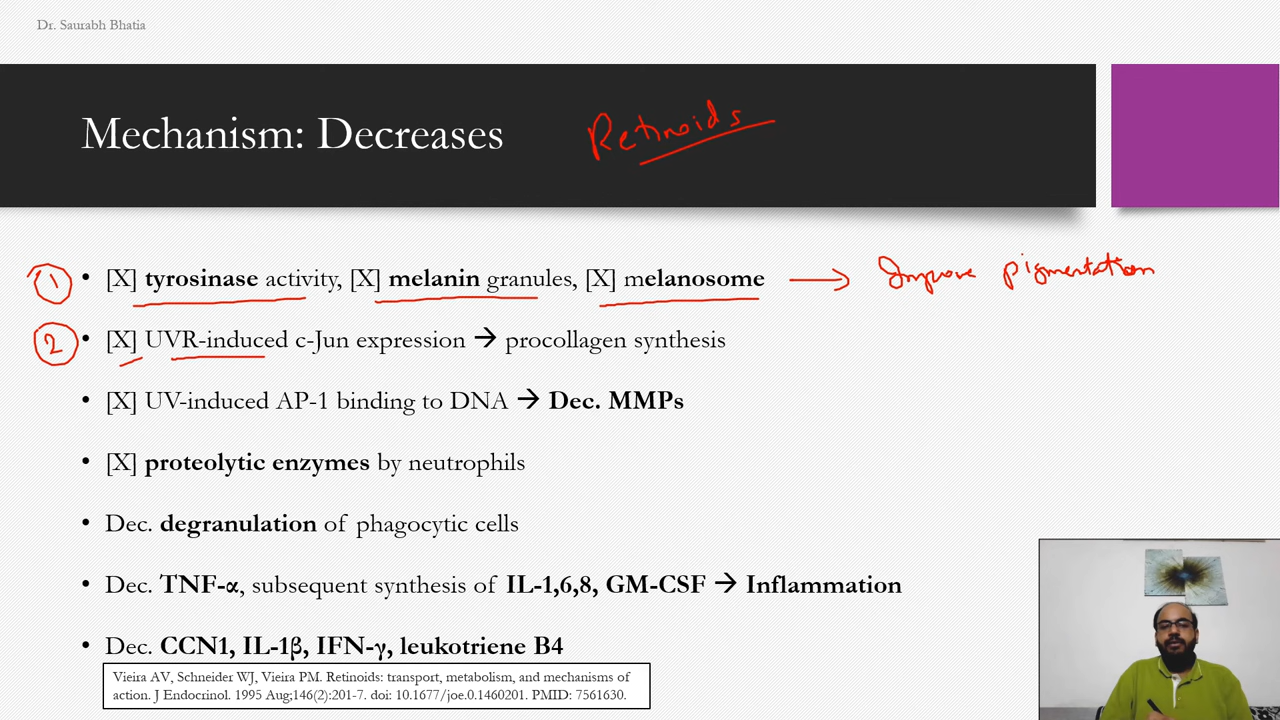 Dr. Saurabh Bhatia
Mechanism: Decreases
Retinoids
1 • [X] tyrosinase activity, [X] melanin granules, [X] melanosome → Improve pigmentation
2 • [X] UVR-induced c-Jun expression → procollagen synthesis
• [X] UV-induced AP-1 binding to DNA → Dec. MMPs
• [X] proteolytic enzymes by neutrophils
• Dec. degranulation of phagocytic cells
• Dec. TNF-α, subsequent synthesis of IL-1,6,8, GM-CSF → Inflammation
• Dec. CCN1, IL-1β, IFN-γ, leukotriene B4
Vieira AV, Schneider WJ, Vieira PM. Retinoids: transport, metabolism, and mechanisms of
action. J Endocrinol. 1995 Aug;146(2):201-7. doi: 10.1677/joe.0.1460201. PMID: 7561630.